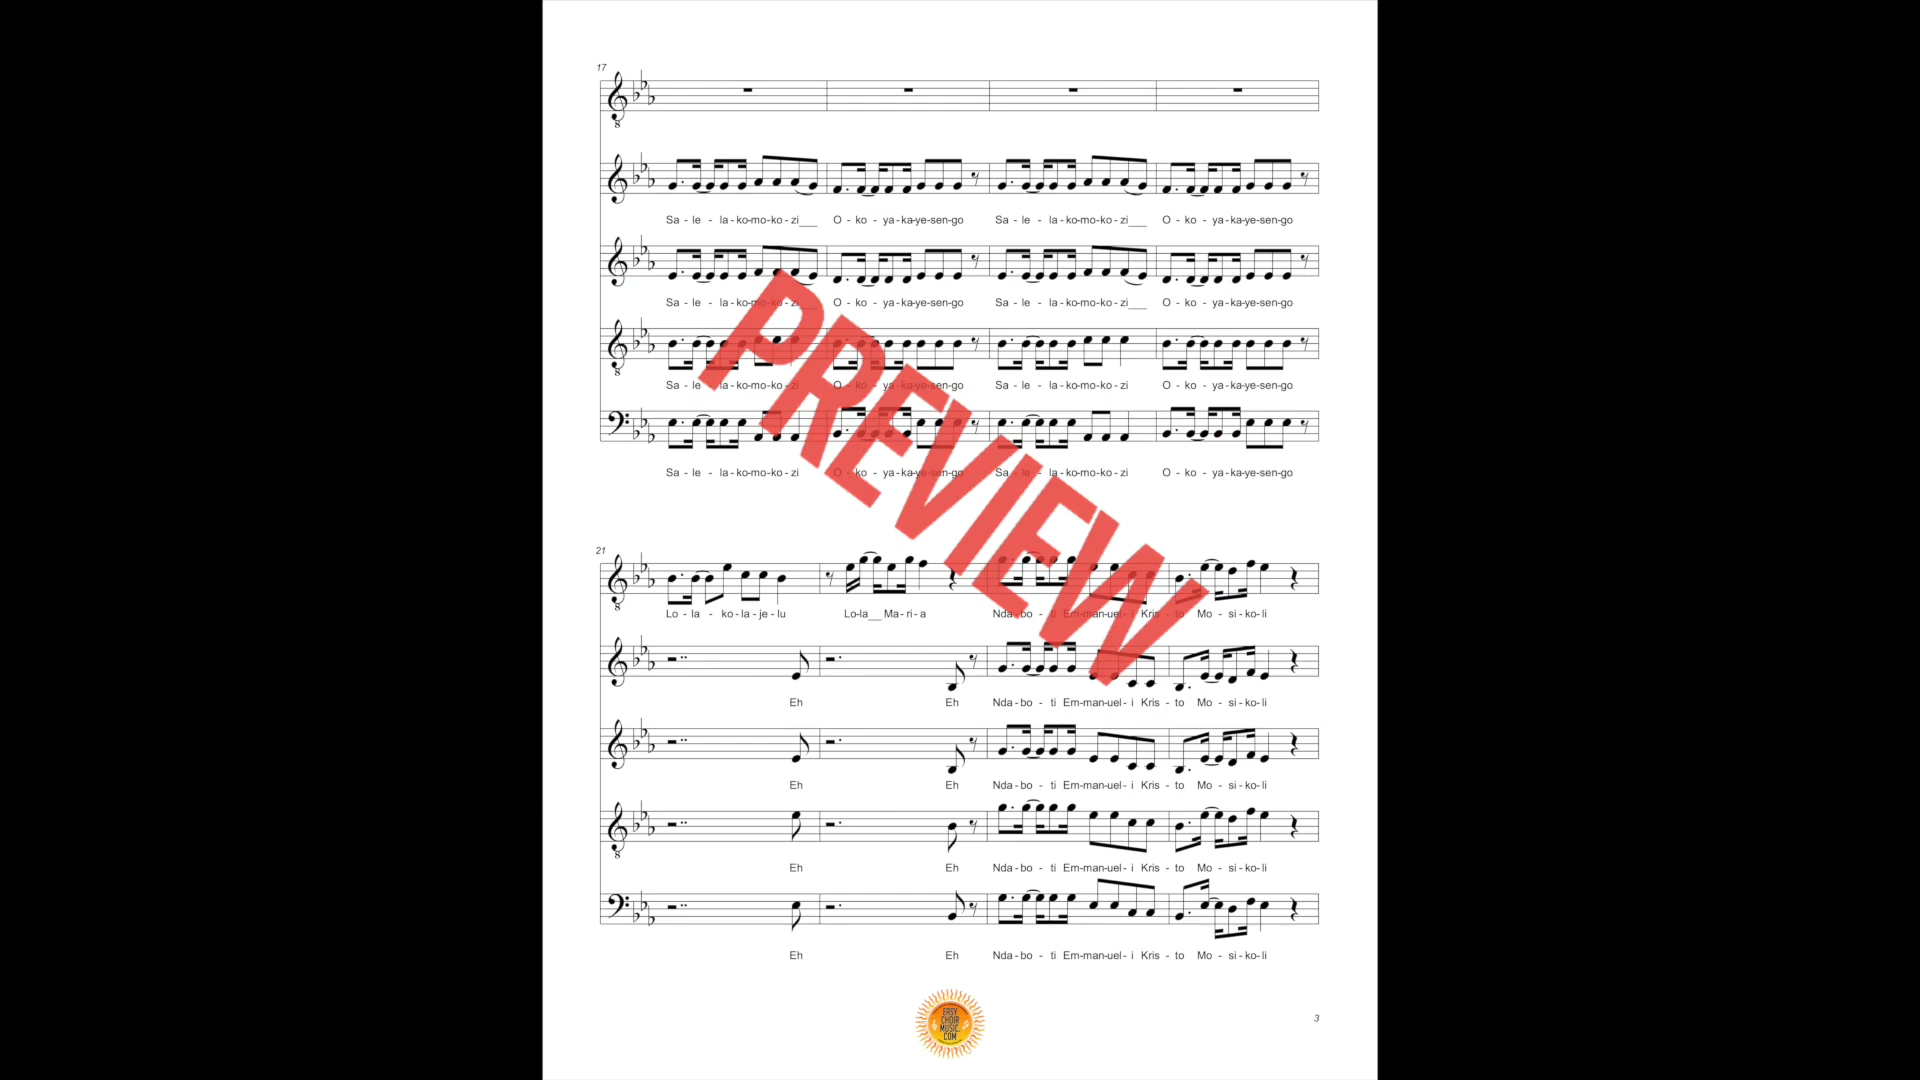 17
Sa - le - la - ko-mo-ko - zi___ O - ko - ya - ka-ye-sen-go Sa - le - la - ko-mo-ko - zi___ O - ko - ya - ka-ye-sen-go
Sa - le - la - ko-mo-ko - zi___ O - ko - ya - ka-ye-sen-go Sa - le - la - ko-mo-ko - zi___ O - ko - ya - ka-ye-sen-go
Sa - le - la - ko-mo-ko - zi O - ko - ya - ka-ye-sen-go Sa - le - la - ko-mo-ko - zi O - ko - ya - ka-ye-sen-go
Sa - le - la - ko-mo-ko - zi O - ko - ya - ka-ye-sen-go Sa - le - la - ko-mo-ko - zi O - ko - ya - ka-ye-sen-go
PREVIEW
21
Lo - la - ko - la - je - lu Lo-la__ Ma - ri - a Nda - bo - ti Em-man-uel - i Kris - to Mo - si - ko - li
Eh Eh Nda - bo - ti Em-man-uel - i Kris - to Mo - si - ko - li
Eh Eh Nda - bo - ti Em-man-uel - i Kris - to Mo - si - ko - li
Eh Eh Nda - bo - ti Em-man-uel - i Kris - to Mo - si - ko - li
Eh Eh Nda - bo - ti Em-man-uel - i Kris - to Mo - si - ko - li
EASY
CHOIR
MUSIC.
COM
3